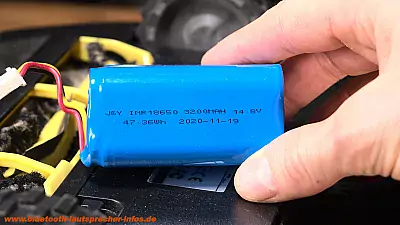 JGY INR18650 3200MAH 14.8V
47.36Wh 2020-11-19
www.bluetooth-lautsprecher-infos.de